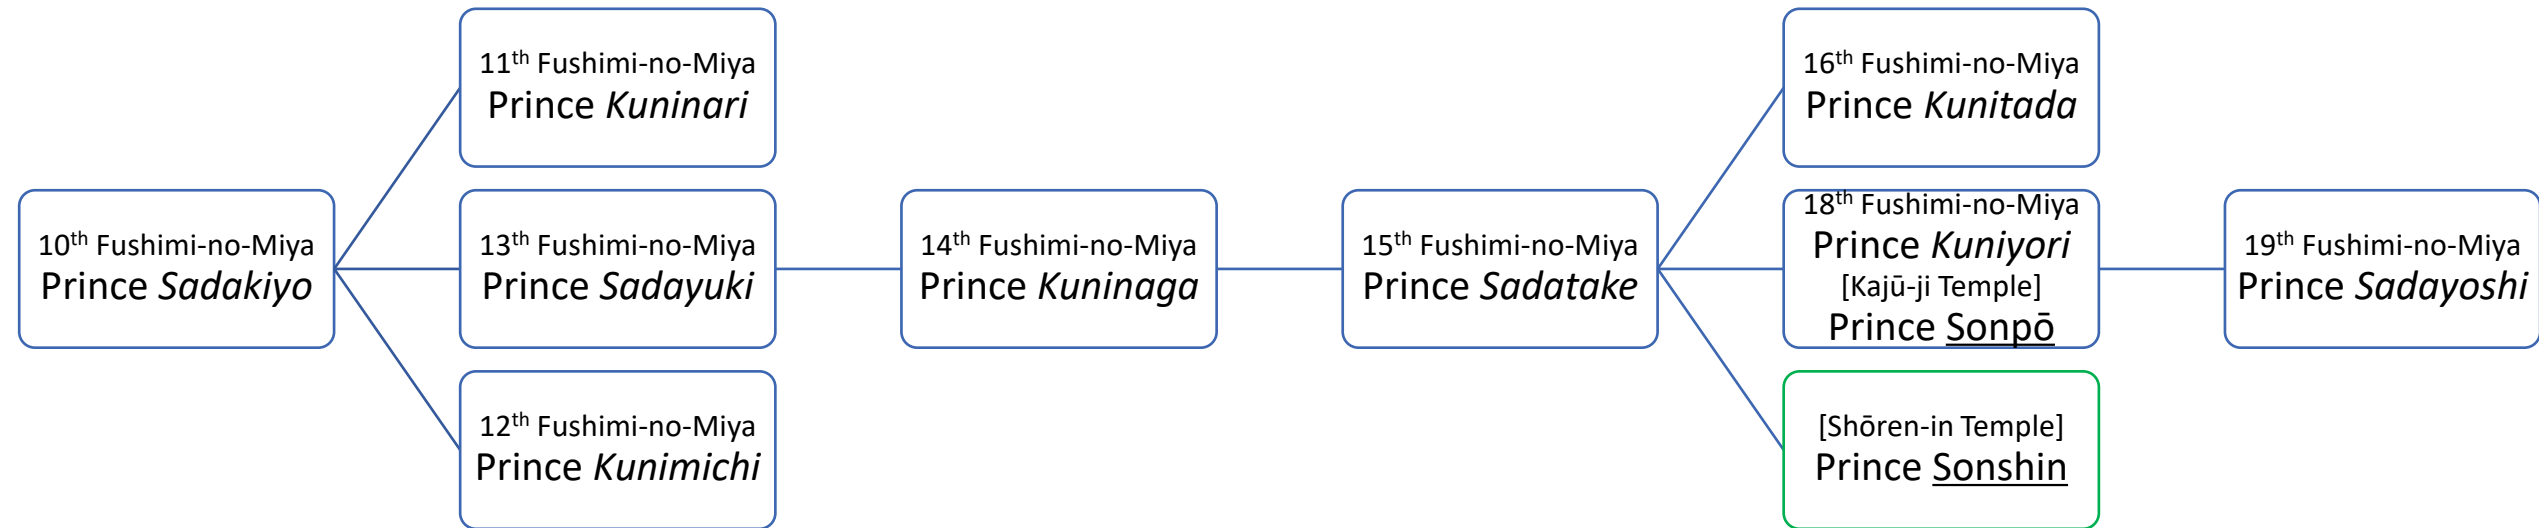 10th Fushimi-no-Miya
Prince Sadakiyo
11th Fushimi-no-Miya
Prince Kuninari
13th Fushimi-no-Miya
Prince Sadayuki
12th Fushimi-no-Miya
Prince Kunimichi
14th Fushimi-no-Miya
Prince Kuninaga
15th Fushimi-no-Miya
Prince Sadatake
16th Fushimi-no-Miya
Prince Kunitada
18th Fushimi-no-Miya
Prince Kuniyori
[Kajū-ji Temple]
Prince Sonpō
[Shōren-in Temple]
Prince Sonshin
19th Fushimi-no-Miya
Prince Sadayoshi